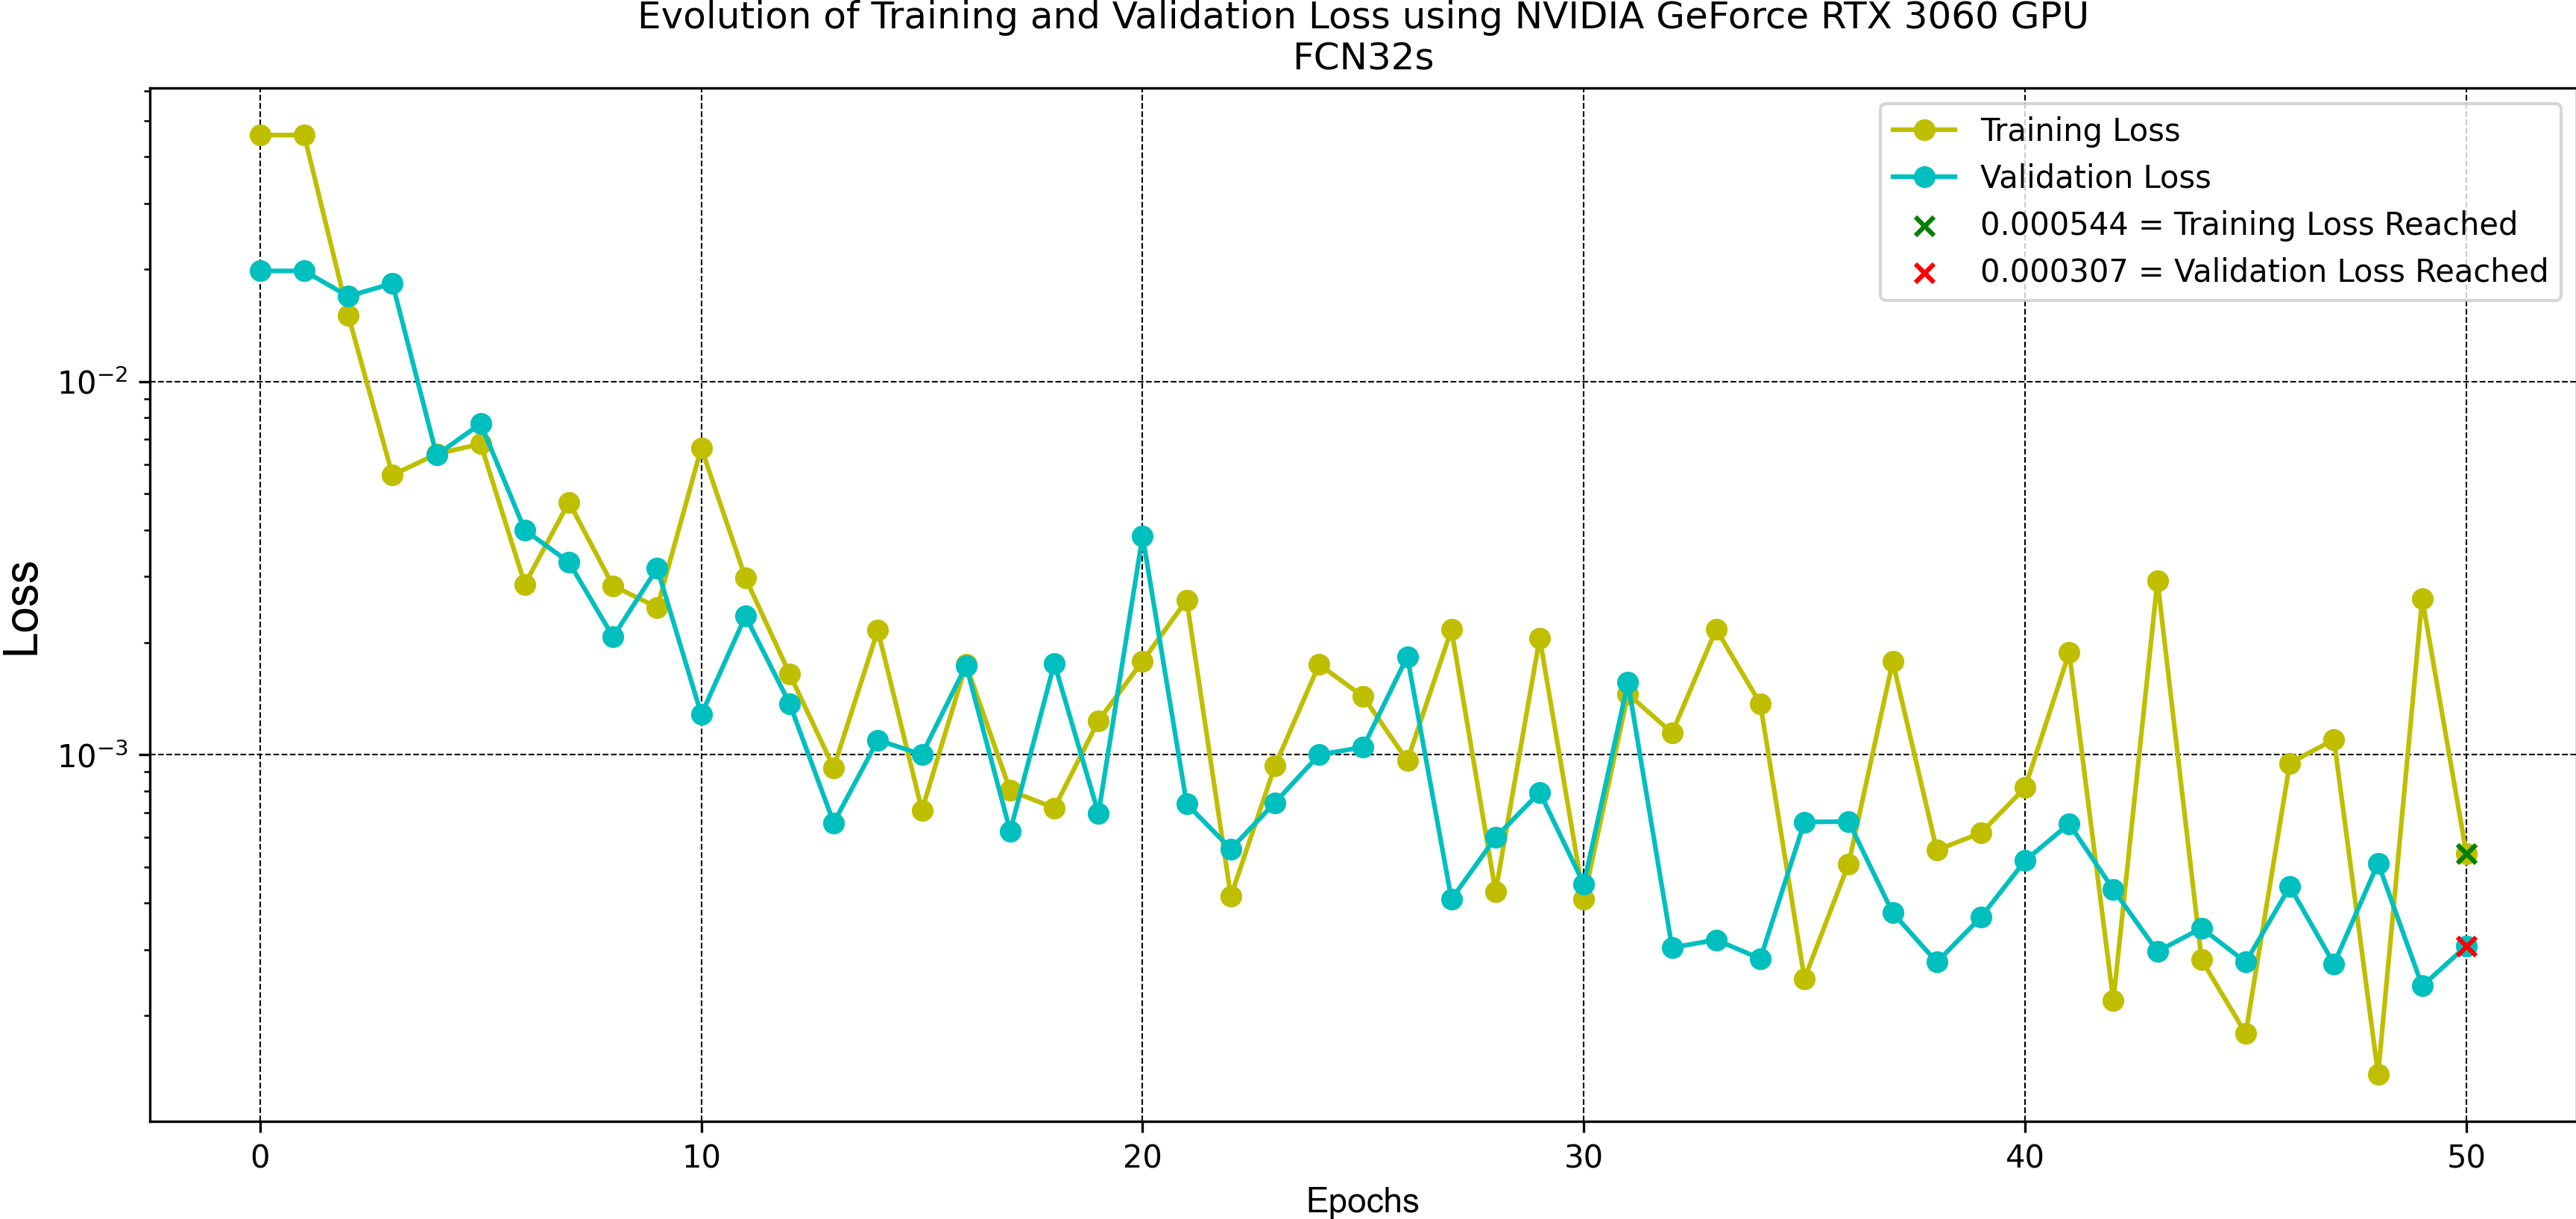 Evolution of Training and Validation Loss using NVIDIA GeForce RTX 3060 GPU
FCN32s
Training Loss
Validation Loss
0.000544 = Training Loss Reached
0.000307 = Validation Loss Reached
10⁻²
10⁻³
Loss
0 10 20 30 40 50
Epochs